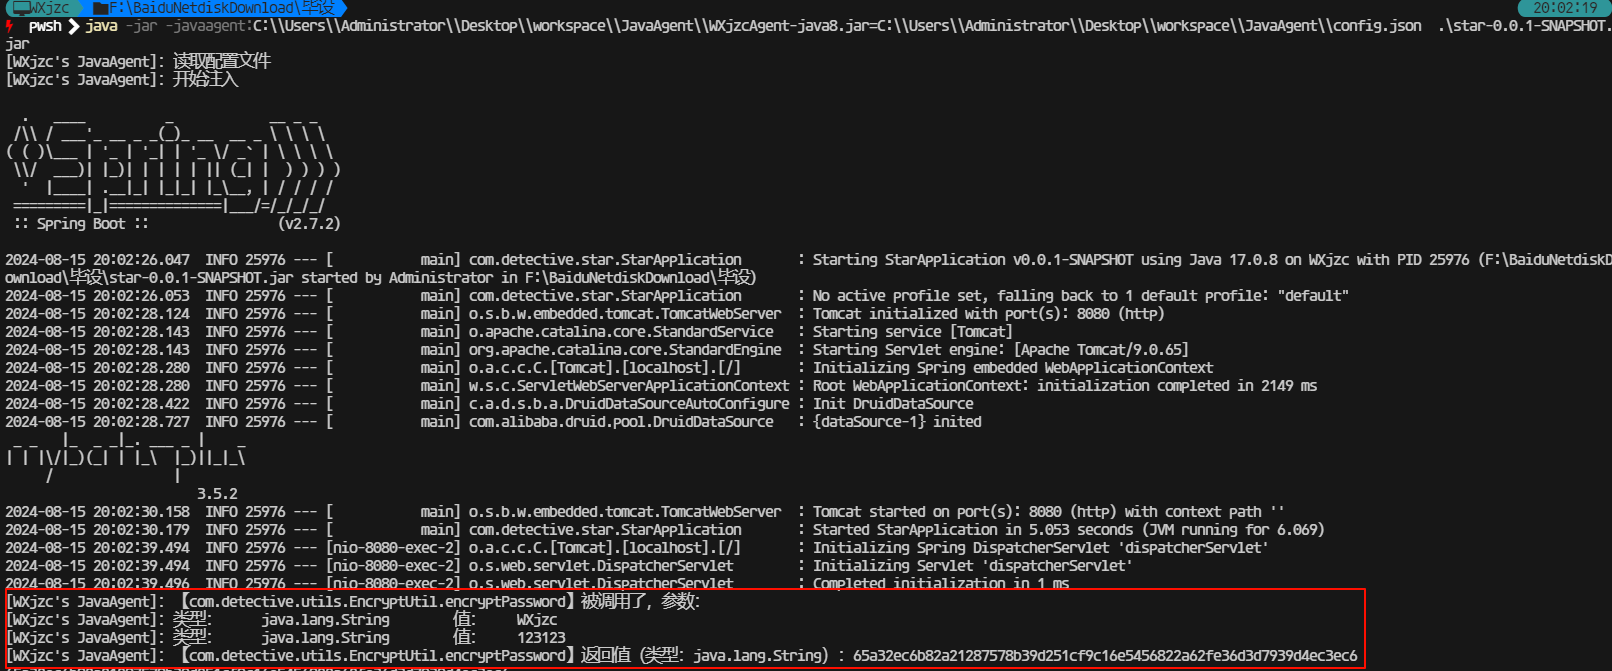 WXjzc F:\BaiduNetdiskDownload\毕设 20:02:19
pwsh java -jar -javaagent:C:\\Users\\Administrator\\Desktop\\workspace\\JavaAgent\\WXjzcAgent-java8.jar=C:\\Users\\Administrator\\Desktop\\workspace\\JavaAgent\\config.json .\star-0.0.1-SNAPSHOT.
jar
[WXjzc's JavaAgent]: 读取配置文件
[WXjzc's JavaAgent]: 开始注入
:: Spring Boot :: (v2.7.2)
2024-08-15 20:02:26.047 INFO 25976 --- [ main] com.detective.star.StarApplication : Starting StarApplication v0.0.1-SNAPSHOT using Java 17.0.8 on WXjzc with PID 25976 (F:\BaiduNetdiskD
ownload\毕设\star-0.0.1-SNAPSHOT.jar started by Administrator in F:\BaiduNetdiskDownload\毕设)
2024-08-15 20:02:26.053 INFO 25976 --- [ main] com.detective.star.StarApplication : No active profile set, falling back to 1 default profile: "default"
2024-08-15 20:02:28.124 INFO 25976 --- [ main] o.s.b.w.embedded.tomcat.TomcatWebServer : Tomcat initialized with port(s): 8080 (http)
2024-08-15 20:02:28.143 INFO 25976 --- [ main] o.apache.catalina.core.StandardService : Starting service [Tomcat]
2024-08-15 20:02:28.143 INFO 25976 --- [ main] org.apache.catalina.core.StandardEngine : Starting Servlet engine: [Apache Tomcat/9.0.65]
2024-08-15 20:02:28.280 INFO 25976 --- [ main] o.a.c.c.C.[Tomcat].[localhost].[/] : Initializing Spring embedded WebApplicationContext
2024-08-15 20:02:28.280 INFO 25976 --- [ main] w.s.c.ServletWebServerApplicationContext : Root WebApplicationContext: initialization completed in 2149 ms
2024-08-15 20:02:28.422 INFO 25976 --- [ main] c.a.d.s.b.a.DruidDataSourceAutoConfigure : Init DruidDataSource
2024-08-15 20:02:28.727 INFO 25976 --- [ main] com.alibaba.druid.pool.DruidDataSource : {dataSource-1} inited
3.5.2
2024-08-15 20:02:30.158 INFO 25976 --- [ main] o.s.b.w.embedded.tomcat.TomcatWebServer : Tomcat started on port(s): 8080 (http) with context path ''
2024-08-15 20:02:30.179 INFO 25976 --- [ main] com.detective.star.StarApplication : Started StarApplication in 5.053 seconds (JVM running for 6.069)
2024-08-15 20:02:39.494 INFO 25976 --- [nio-8080-exec-2] o.a.c.c.C.[Tomcat].[localhost].[/] : Initializing Spring DispatcherServlet 'dispatcherServlet'
2024-08-15 20:02:39.494 INFO 25976 --- [nio-8080-exec-2] o.s.web.servlet.DispatcherServlet : Initializing Servlet 'dispatcherServlet'
2024-08-15 20:02:39.496 INFO 25976 --- [nio-8080-exec-2] o.s.web.servlet.DispatcherServlet : Completed initialization in 1 ms
[WXjzc's JavaAgent]: 【com.detective.utils.EncryptUtil.encryptPassword】被调用了，参数:
[WXjzc's JavaAgent]: 类型: java.lang.String 值: WXjzc
[WXjzc's JavaAgent]: 类型: java.lang.String 值: 123123
[WXjzc's JavaAgent]: 【com.detective.utils.EncryptUtil.encryptPassword】返回值（类型: java.lang.String）: 65a32ec6b82a21287578b39d251cf9c16e5456822a62fe36d3d7939d4ec3ec6